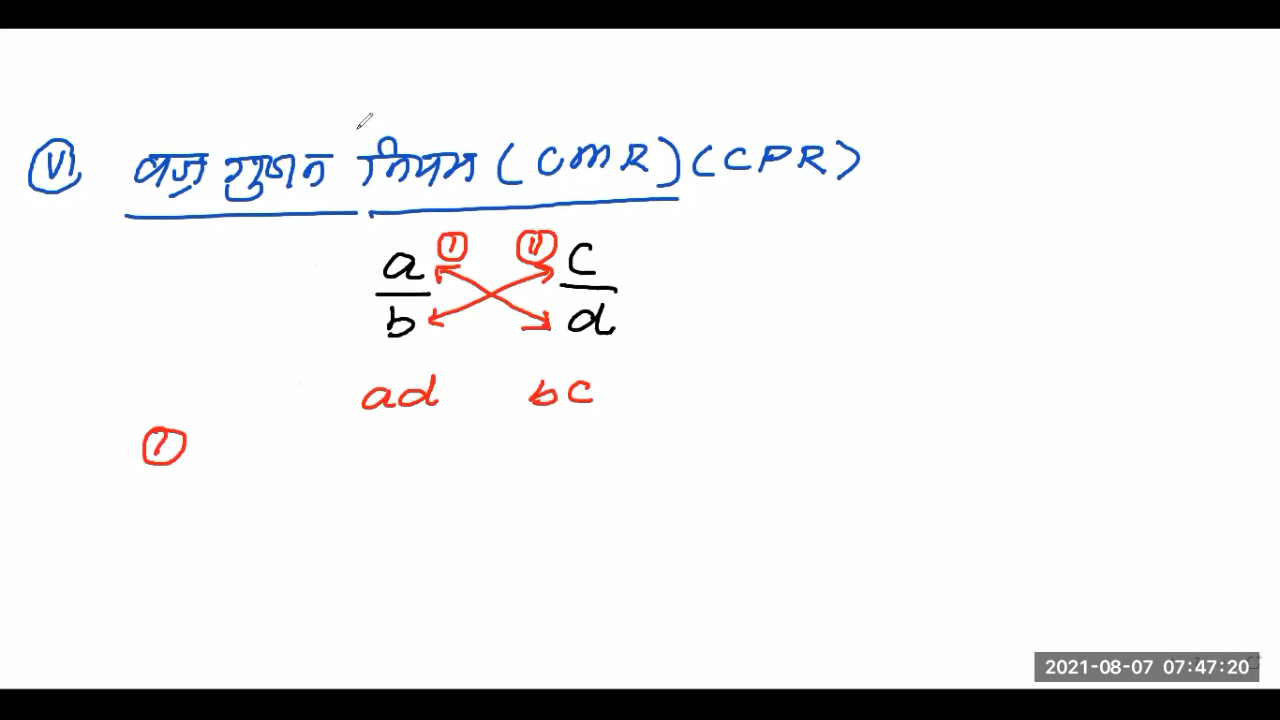 (vi) वज्र गुणन नियम (CMR) (CPR)
(i) (ii)
a c
b d
ad bc
(i)
2021-08-07 07:47:20